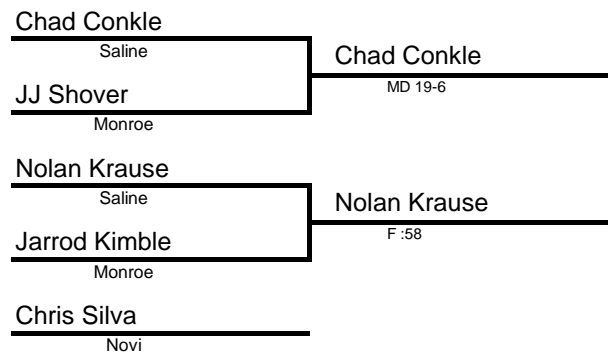 Chad Conkle
Saline
Chad Conkle
MD 19-6
JJ Shover
Monroe
Nolan Krause
Saline
Nolan Krause
F :58
Jarrod Kimble
Monroe
Chris Silva
Novi